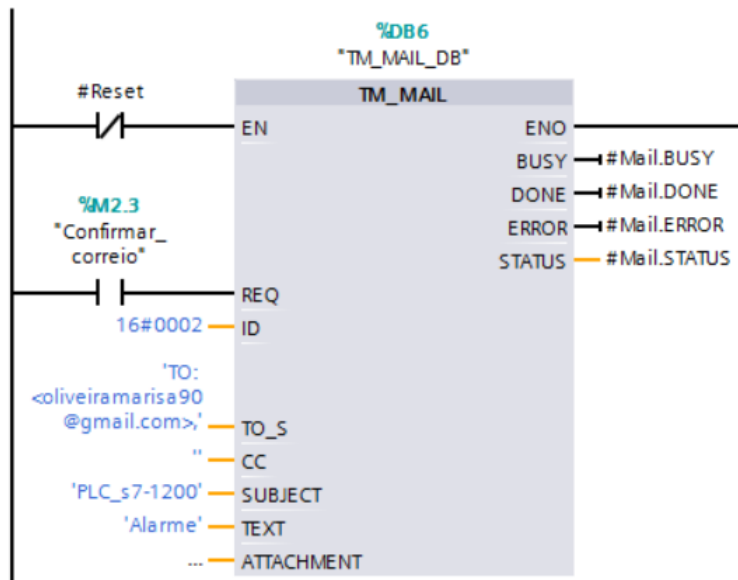 %DB6
"TM_MAIL_DB"
#Reset
TM_MAIL
EN
ENO
BUSY
#Mail.BUSY
%M2.3
DONE
#Mail.DONE
"Confirmar_
ERROR
#Mail.ERROR
correio"
STATUS
#Mail.STATUS
REQ
16#0002
ID
'TO:
<oliveiramarisa90
@gmail.com>,'
TO_S
''
CC
'PLC_s7-1200'
SUBJECT
'Alarme'
TEXT
...
ATTACHMENT